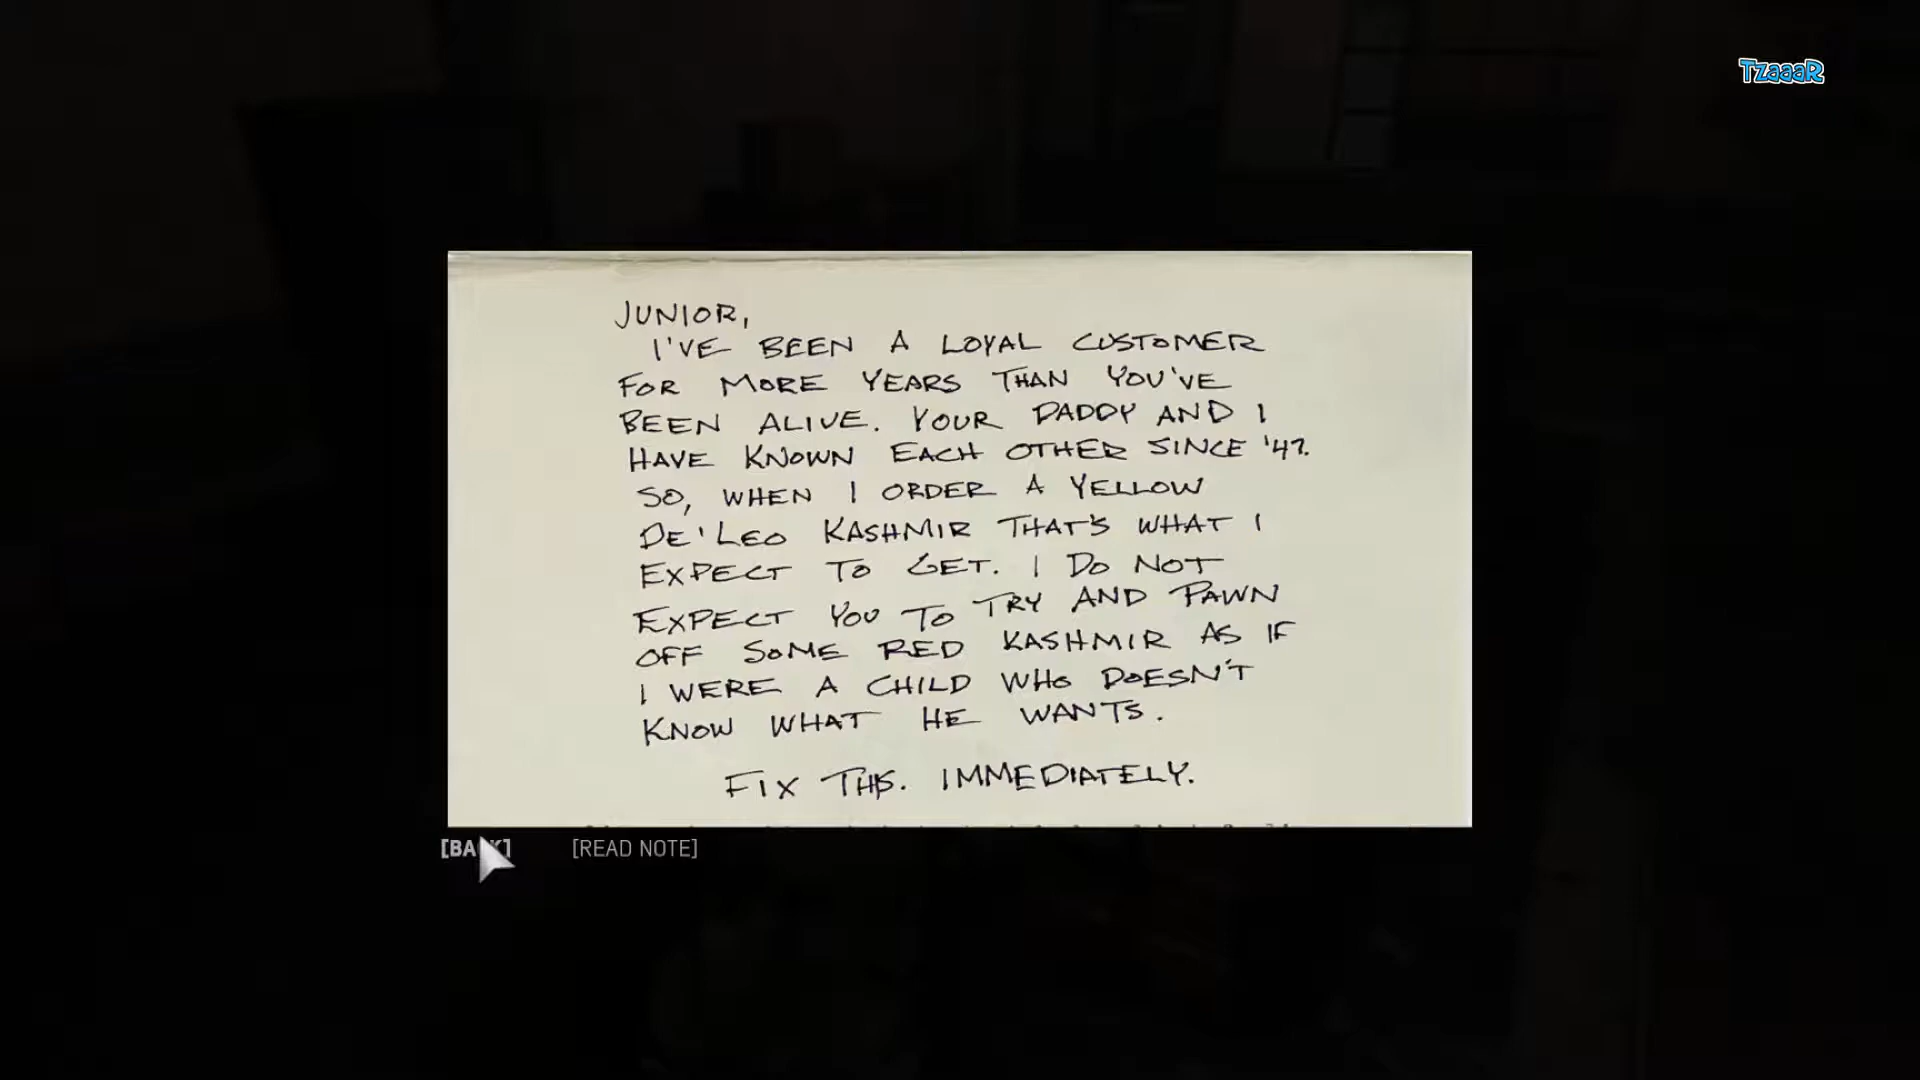 TzaaaR
JUNIOR,
I'VE BEEN A LOYAL CUSTOMER
FOR MORE YEARS THAN YOU'VE
BEEN ALIVE. YOUR DADDY AND I
HAVE KNOWN EACH OTHER SINCE '47.
SO, WHEN I ORDER A YELLOW
DE'LEO KASHMIR THAT'S WHAT I
EXPECT TO GET. I DO NOT
EXPECT YOU TO TRY AND PAWN
OFF SOME RED KASHMIR AS IF
I WERE A CHILD WHO DOESN'T
KNOW WHAT HE WANTS.
FIX THIS. IMMEDIATELY.
[BACK] [READ NOTE]